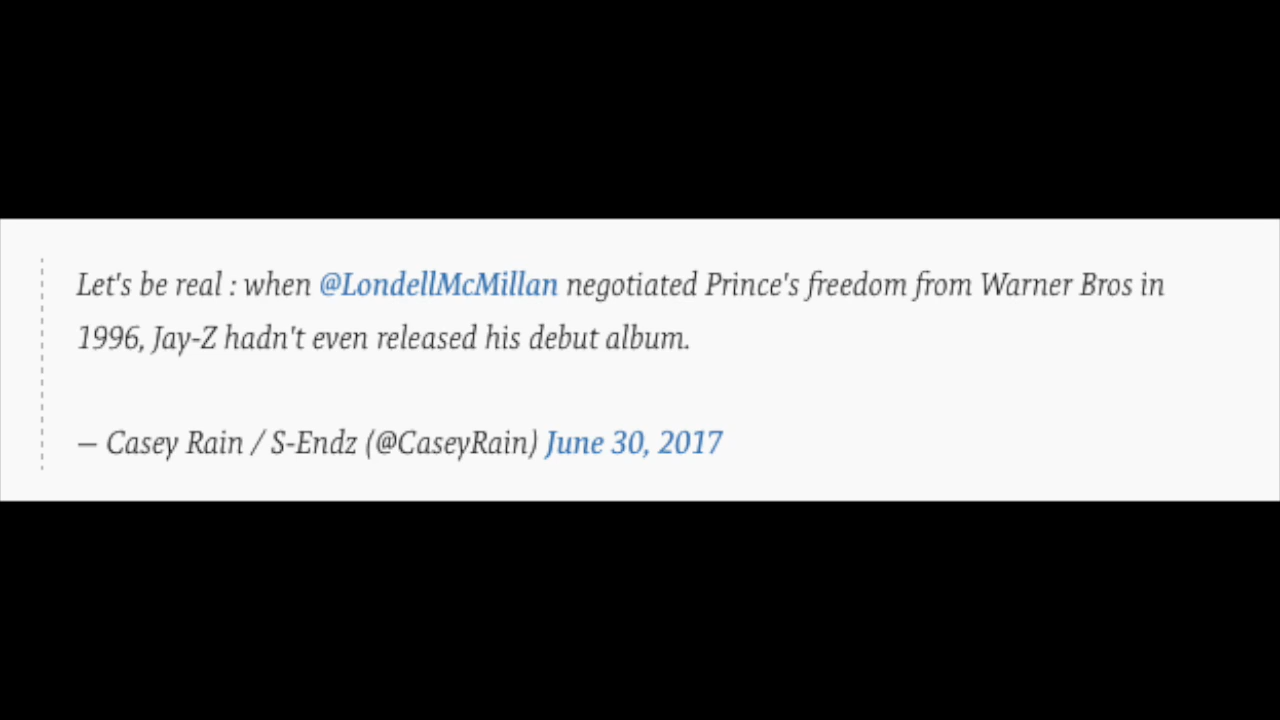 Let's be real : when @LondellMcMillan negotiated Prince's freedom from Warner Bros in
1996, Jay-Z hadn't even released his debut album.
— Casey Rain / S-Endz (@CaseyRain) June 30, 2017